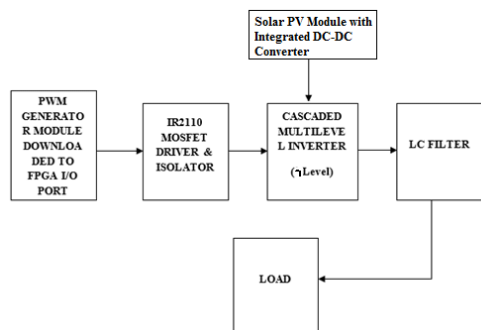 Solar PV Module with
Integrated DC-DC
Converter
PWM
GENERATO
R MODULE
DOWNLOA
DED TO
FPGA I/O
PORT
IR2110
MOSFET
DRIVER &
ISOLATOR
CASCADED
MULTILEVE
L INVERTER
(Level)
LC FILTER
LOAD